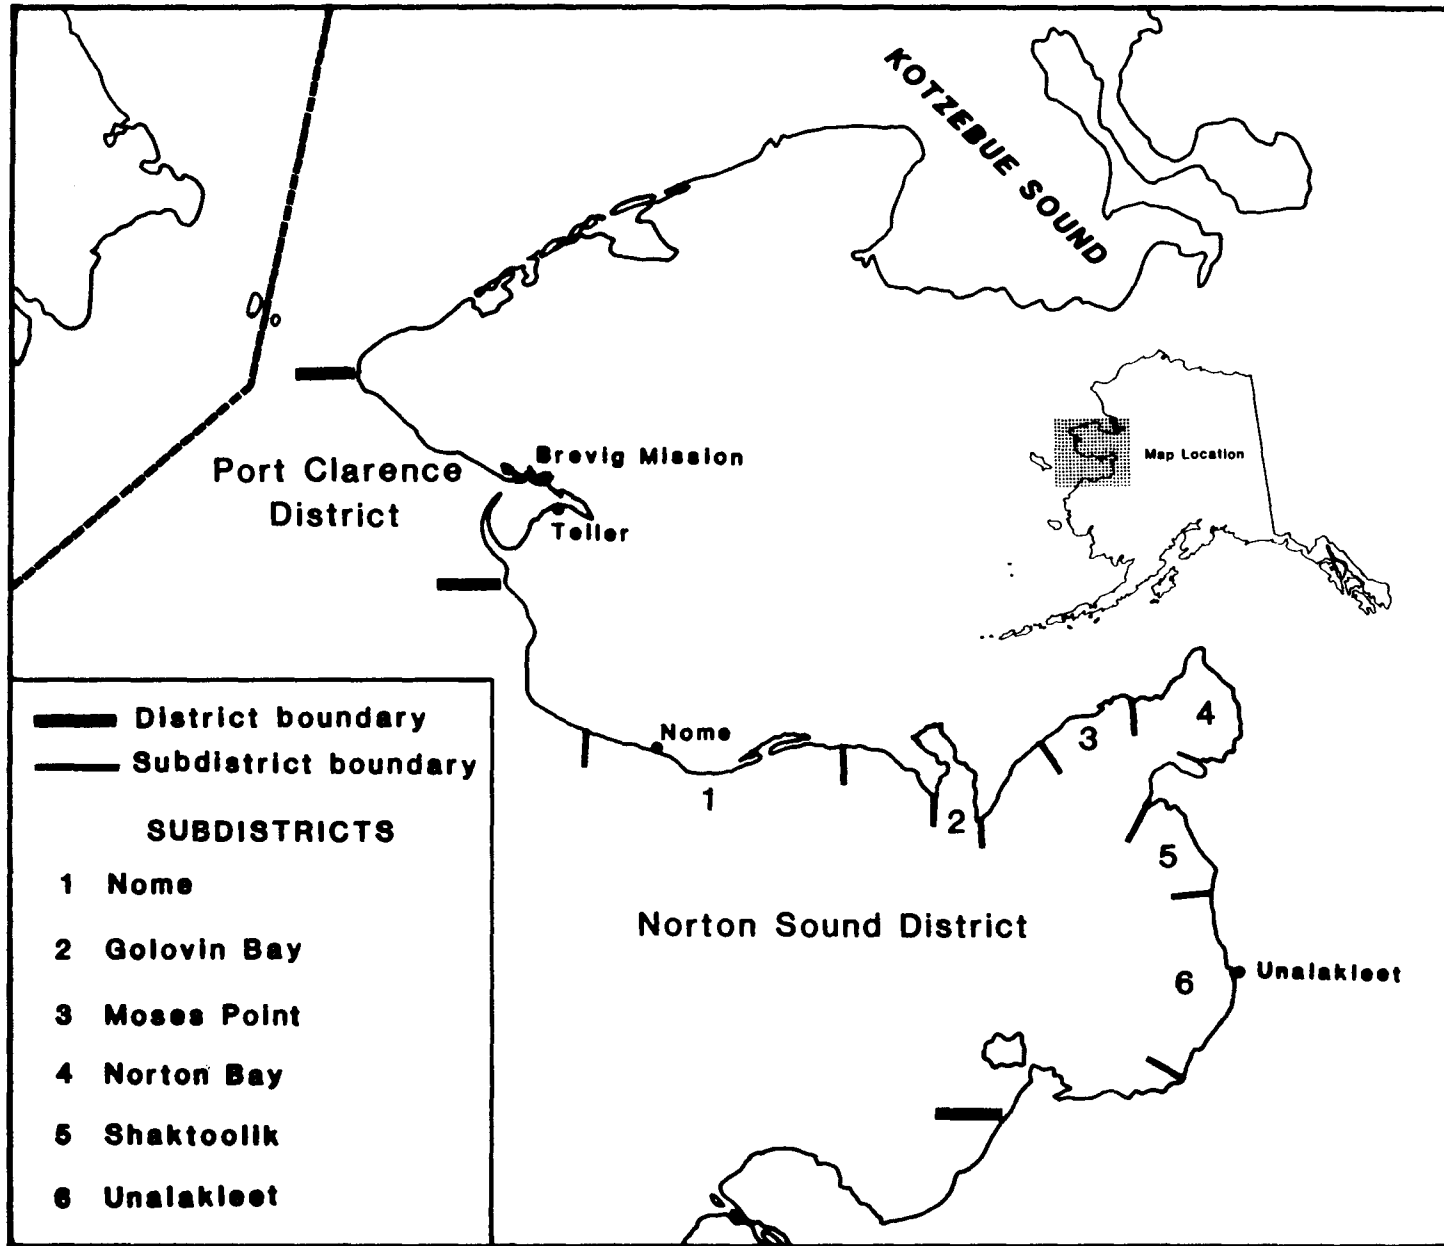 KOTZEBUE SOUND
Map Location
Brevig Mission
Port Clarence
District
Teller
Nome
1
2
3
4
5
6
Norton Sound District
Unalakleet
District boundary
Subdistrict boundary
SUBDISTRICTS
1 Nome
2 Golovin Bay
3 Moses Point
4 Norton Bay
5 Shaktoolik
6 Unalakleet